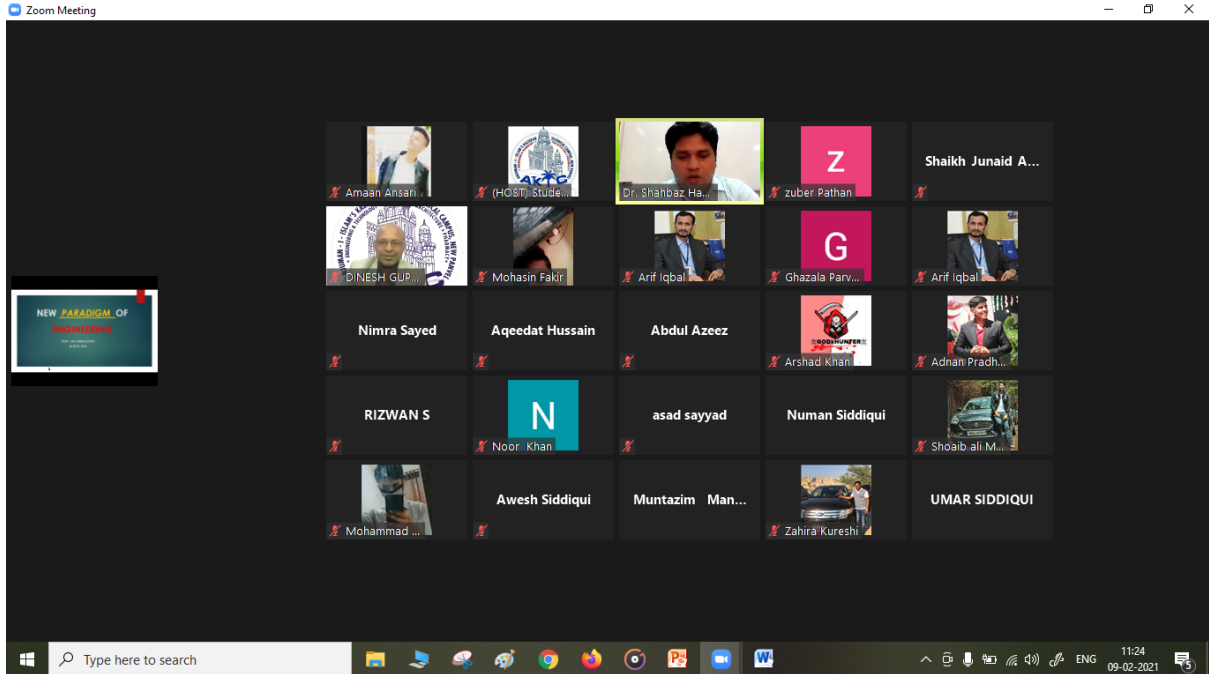 Zoom Meeting
NEW PARADIGM OF
ENGINEERING
Amaan Ansari
AKTC
(HOST) Stude...
Dr. Shahbaz Ha...
Z
zuber Pathan
Shaikh Junaid A...
DINESH GUP...
Mohasin Fakir
Arif Iqbal
G
Ghazala Parv...
Arif Iqbal
Nimra Sayed
Aqeedat Hussain
Abdul Azeez
GODxHUNTER
Arshad Khan
Adnan Pradh...
RIZWAN S
N
Noor Khan
asad sayyad
Numan Siddiqui
Shoaib ali M...
Mohammad ...
Awesh Siddiqui
Muntazim Man...
Zahira Kureshi
UMAR SIDDIQUI
Type here to search
ENG
11:24
09-02-2021
5